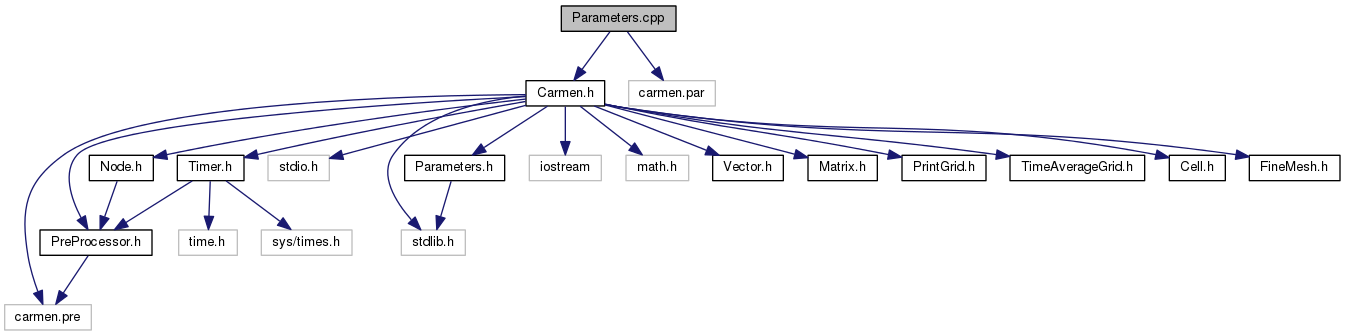 Parameters.cpp
Carmen.h
carmen.par
Node.h
Timer.h
stdio.h
Parameters.h
iostream
math.h
Vector.h
Matrix.h
PrintGrid.h
TimeAverageGrid.h
Cell.h
FineMesh.h
PreProcessor.h
time.h
sys/times.h
stdlib.h
carmen.pre